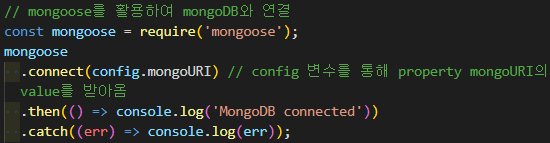 // mongoose를 활용하여 mongoDB와 연결
const mongoose = require('mongoose');
mongoose
.connect(config.mongoURI) // config 변수를 통해 property mongoURI의
value를 받아옴
.then(() => console.log('MongoDB connected'))
.catch((err) => console.log(err));